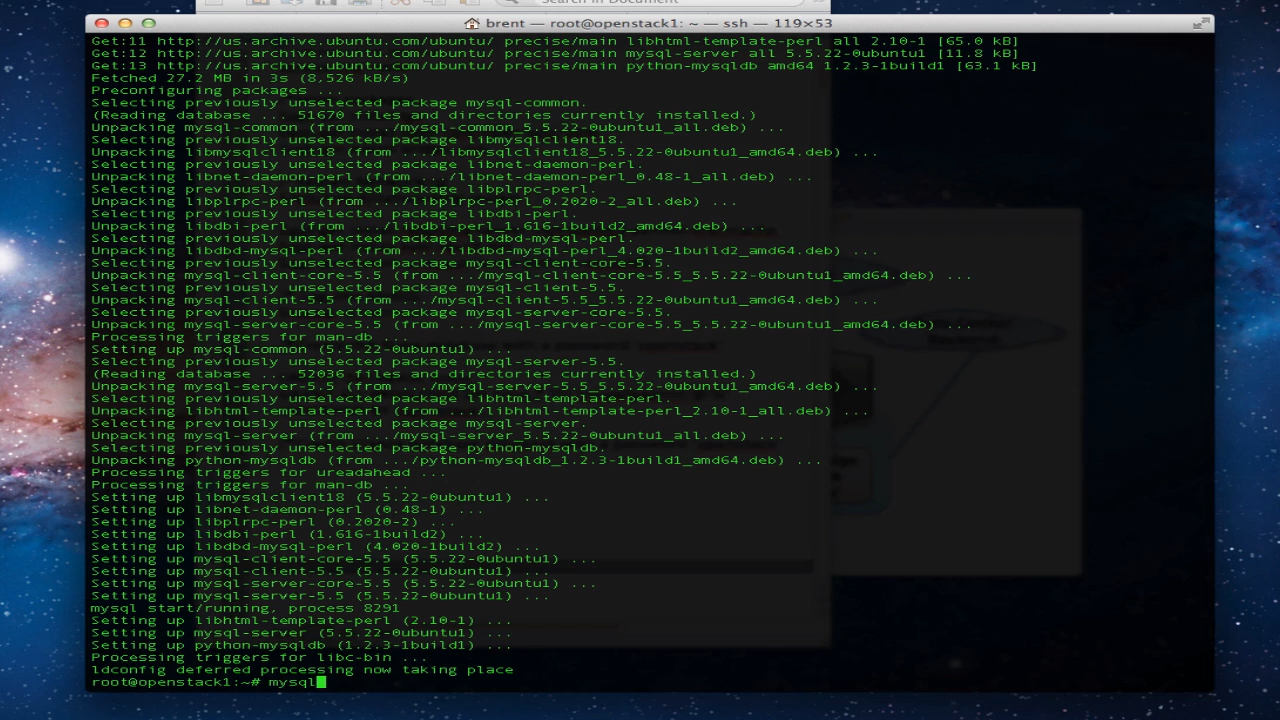 Search in Document
brent — root@openstack1: ~ — ssh — 119×53
Get:11 http://us.archive.ubuntu.com/ubuntu/ precise/main libhtml-template-perl all 2.10-1 [65.0 kB]
Get:12 http://us.archive.ubuntu.com/ubuntu/ precise/main mysql-server all 5.5.22-0ubuntu1 [11.8 kB]
Get:13 http://us.archive.ubuntu.com/ubuntu/ precise/main python-mysqldb amd64 1.2.3-1build1 [63.1 kB]
Fetched 27.2 MB in 3s (8,526 kB/s)
Preconfiguring packages ...
Selecting previously unselected package mysql-common.
(Reading database ... 51670 files and directories currently installed.)
Unpacking mysql-common (from .../mysql-common_5.5.22-0ubuntu1_all.deb) ...
Selecting previously unselected package libmysqlclient18.
Unpacking libmysqlclient18 (from .../libmysqlclient18_5.5.22-0ubuntu1_amd64.deb) ...
Selecting previously unselected package libnet-daemon-perl.
Unpacking libnet-daemon-perl (from .../libnet-daemon-perl_0.48-1_all.deb) ...
Selecting previously unselected package libplrpc-perl.
Unpacking libplrpc-perl (from .../libplrpc-perl_0.2020-2_all.deb) ...
Selecting previously unselected package libdbi-perl.
Unpacking libdbi-perl (from .../libdbi-perl_1.616-1build2_amd64.deb) ...
Selecting previously unselected package libdbd-mysql-perl.
Unpacking libdbd-mysql-perl (from .../libdbd-mysql-perl_4.020-1build2_amd64.deb) ...
Selecting previously unselected package mysql-client-core-5.5.
Unpacking mysql-client-core-5.5 (from .../mysql-client-core-5.5_5.5.22-0ubuntu1_amd64.deb) ...
Selecting previously unselected package mysql-client-5.5.
Unpacking mysql-client-5.5 (from .../mysql-client-5.5_5.5.22-0ubuntu1_amd64.deb) ...
Selecting previously unselected package mysql-server-core-5.5.
Unpacking mysql-server-core-5.5 (from .../mysql-server-core-5.5_5.5.22-0ubuntu1_amd64.deb) ...
Processing triggers for man-db ...
Setting up mysql-common (5.5.22-0ubuntu1) ...
Selecting previously unselected package mysql-server-5.5.
(Reading database ... 52036 files and directories currently installed.)
Unpacking mysql-server-5.5 (from .../mysql-server-5.5_5.5.22-0ubuntu1_amd64.deb) ...
Selecting previously unselected package libhtml-template-perl.
Unpacking libhtml-template-perl (from .../libhtml-template-perl_2.10-1_all.deb) ...
Selecting previously unselected package mysql-server.
Unpacking mysql-server (from .../mysql-server_5.5.22-0ubuntu1_all.deb) ...
Selecting previously unselected package python-mysqldb.
Unpacking python-mysqldb (from .../python-mysqldb_1.2.3-1build1_amd64.deb) ...
Processing triggers for ureadahead ...
Processing triggers for man-db ...
Setting up libmysqlclient18 (5.5.22-0ubuntu1) ...
Setting up libnet-daemon-perl (0.48-1) ...
Setting up libplrpc-perl (0.2020-2) ...
Setting up libdbi-perl (1.616-1build2) ...
Setting up libdbd-mysql-perl (4.020-1build2) ...
Setting up mysql-client-core-5.5 (5.5.22-0ubuntu1) ...
Setting up mysql-client-5.5 (5.5.22-0ubuntu1) ...
Setting up mysql-server-core-5.5 (5.5.22-0ubuntu1) ...
Setting up mysql-server-5.5 (5.5.22-0ubuntu1) ...
mysql start/running, process 8291
Setting up libhtml-template-perl (2.10-1) ...
Setting up mysql-server (5.5.22-0ubuntu1) ...
Setting up python-mysqldb (1.2.3-1build1) ...
Processing triggers for libc-bin ...
ldconfig deferred processing now taking place
root@openstack1:~# mysql